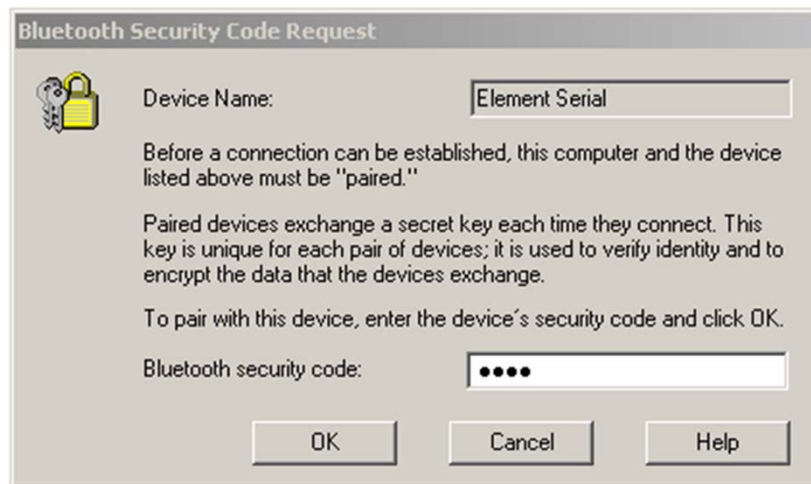 Bluetooth Security Code Request
Device Name: Element Serial
Before a connection can be established, this computer and the device
listed above must be "paired."
Paired devices exchange a secret key each time they connect. This
key is unique for each pair of devices; it is used to verify identity and to
encrypt the data that the devices exchange.
To pair with this device, enter the device's security code and click OK.
Bluetooth security code: ●●●●
OK Cancel Help